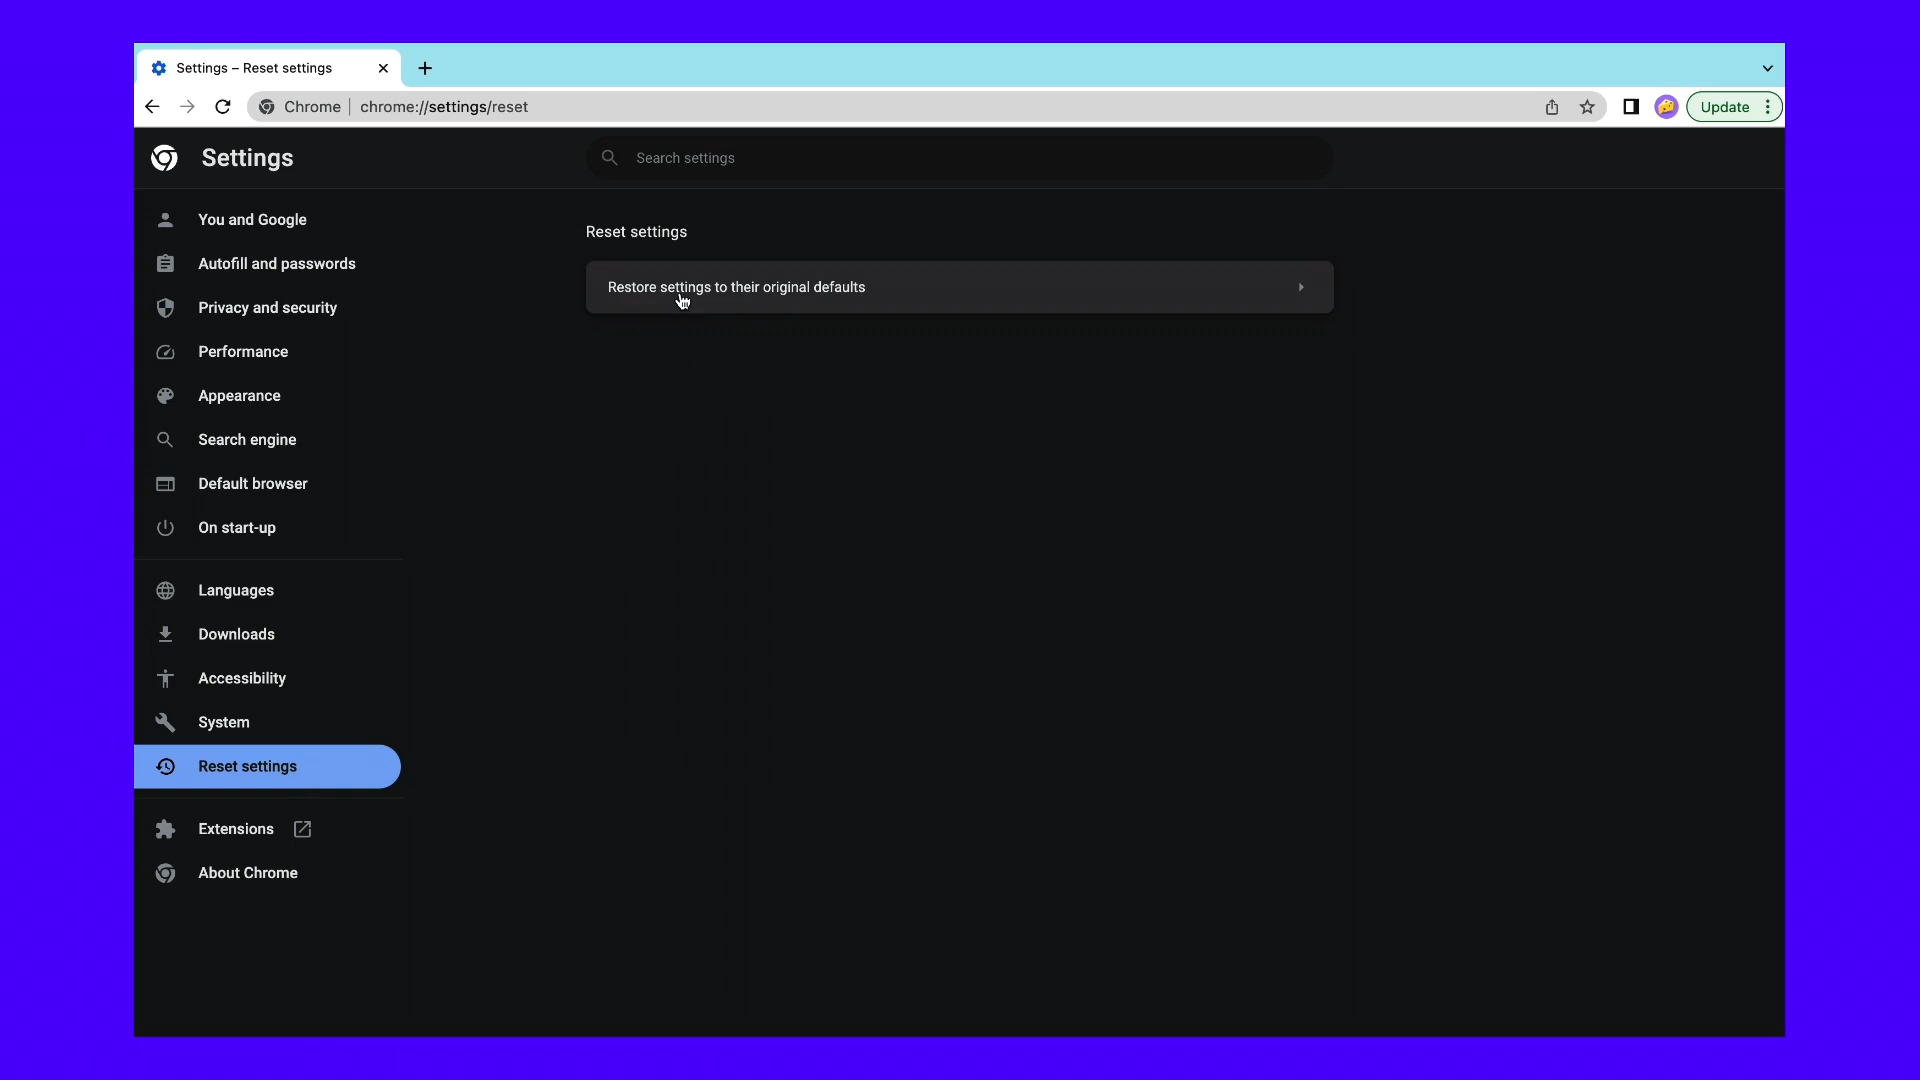 Settings – Reset settings
Chrome | chrome://settings/reset
Update
Settings
Search settings
You and Google
Autofill and passwords
Privacy and security
Performance
Appearance
Search engine
Default browser
On start-up
Languages
Downloads
Accessibility
System
Reset settings
Extensions
About Chrome
Reset settings
Restore settings to their original defaults